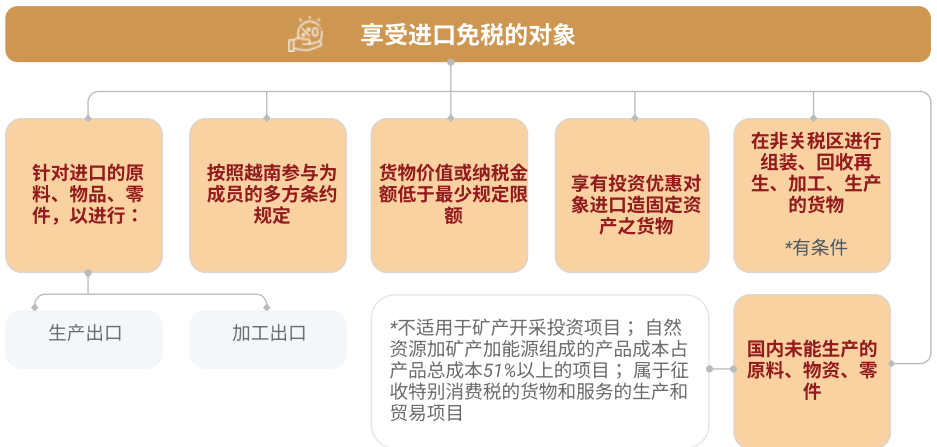 享受进口免税的对象
针对进口的原
料、物品、零
件，以进行：
按照越南参与为
成员的多方条约
规定
货物价值或纳税金
额低于最少规定限
额
享有投资优惠对
象进口造固定资
产之货物
在非关税区进行
组装、回收再
生、加工、生产
的货物
*有条件
生产出口
加工出口
*不适用于矿产开采投资项目；自然
资源加矿产加能源组成的产品成本占
产品总成本51%以上的项目；属于征
收特别消费税的货物和服务的生产和
贸易项目
国内未能生产的
原料、物资、零
件